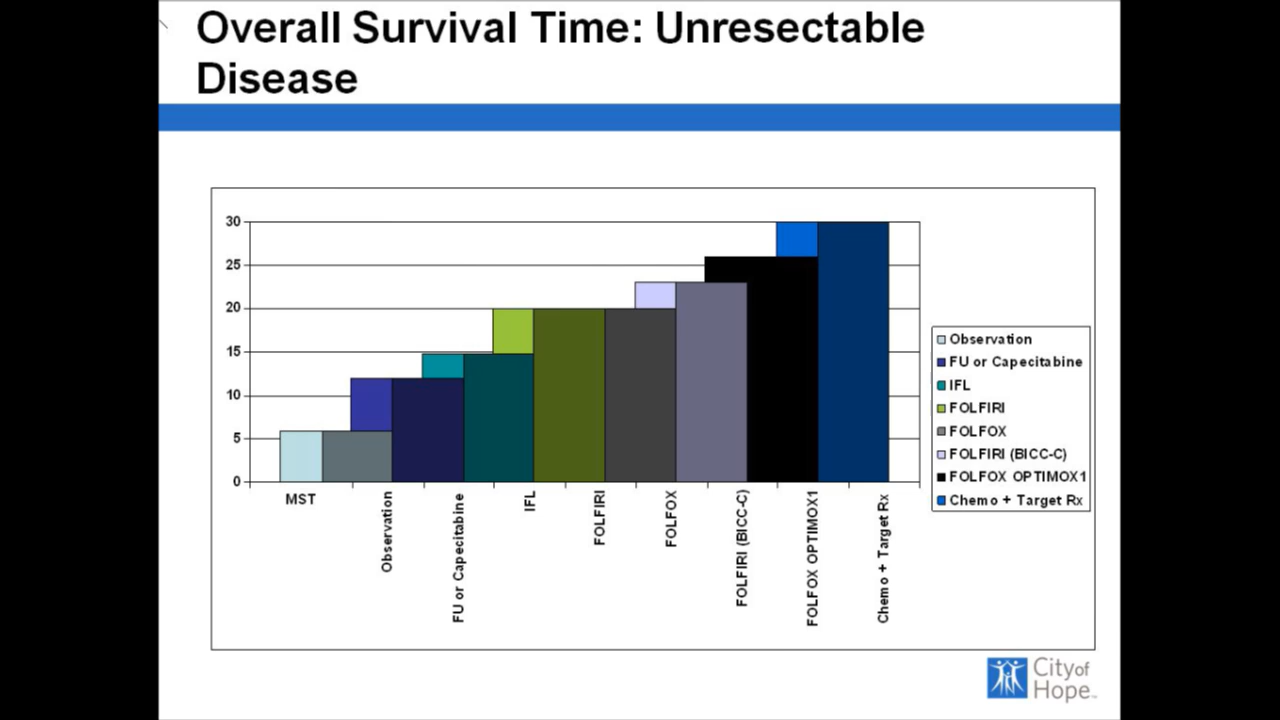 Overall Survival Time: Unresectable
Disease
30
25
20
15
10
5
0
MST
Observation
FU or Capecitabine
IFL
FOLFIRI
FOLFOX
FOLFIRI (BICC-C)
FOLFOX OPTIMOX1
Chemo + Target Rx
Observation
FU or Capecitabine
IFL
FOLFIRI
FOLFOX
FOLFIRI (BICC-C)
FOLFOX OPTIMOX1
Chemo + Target Rx
City of
Hope